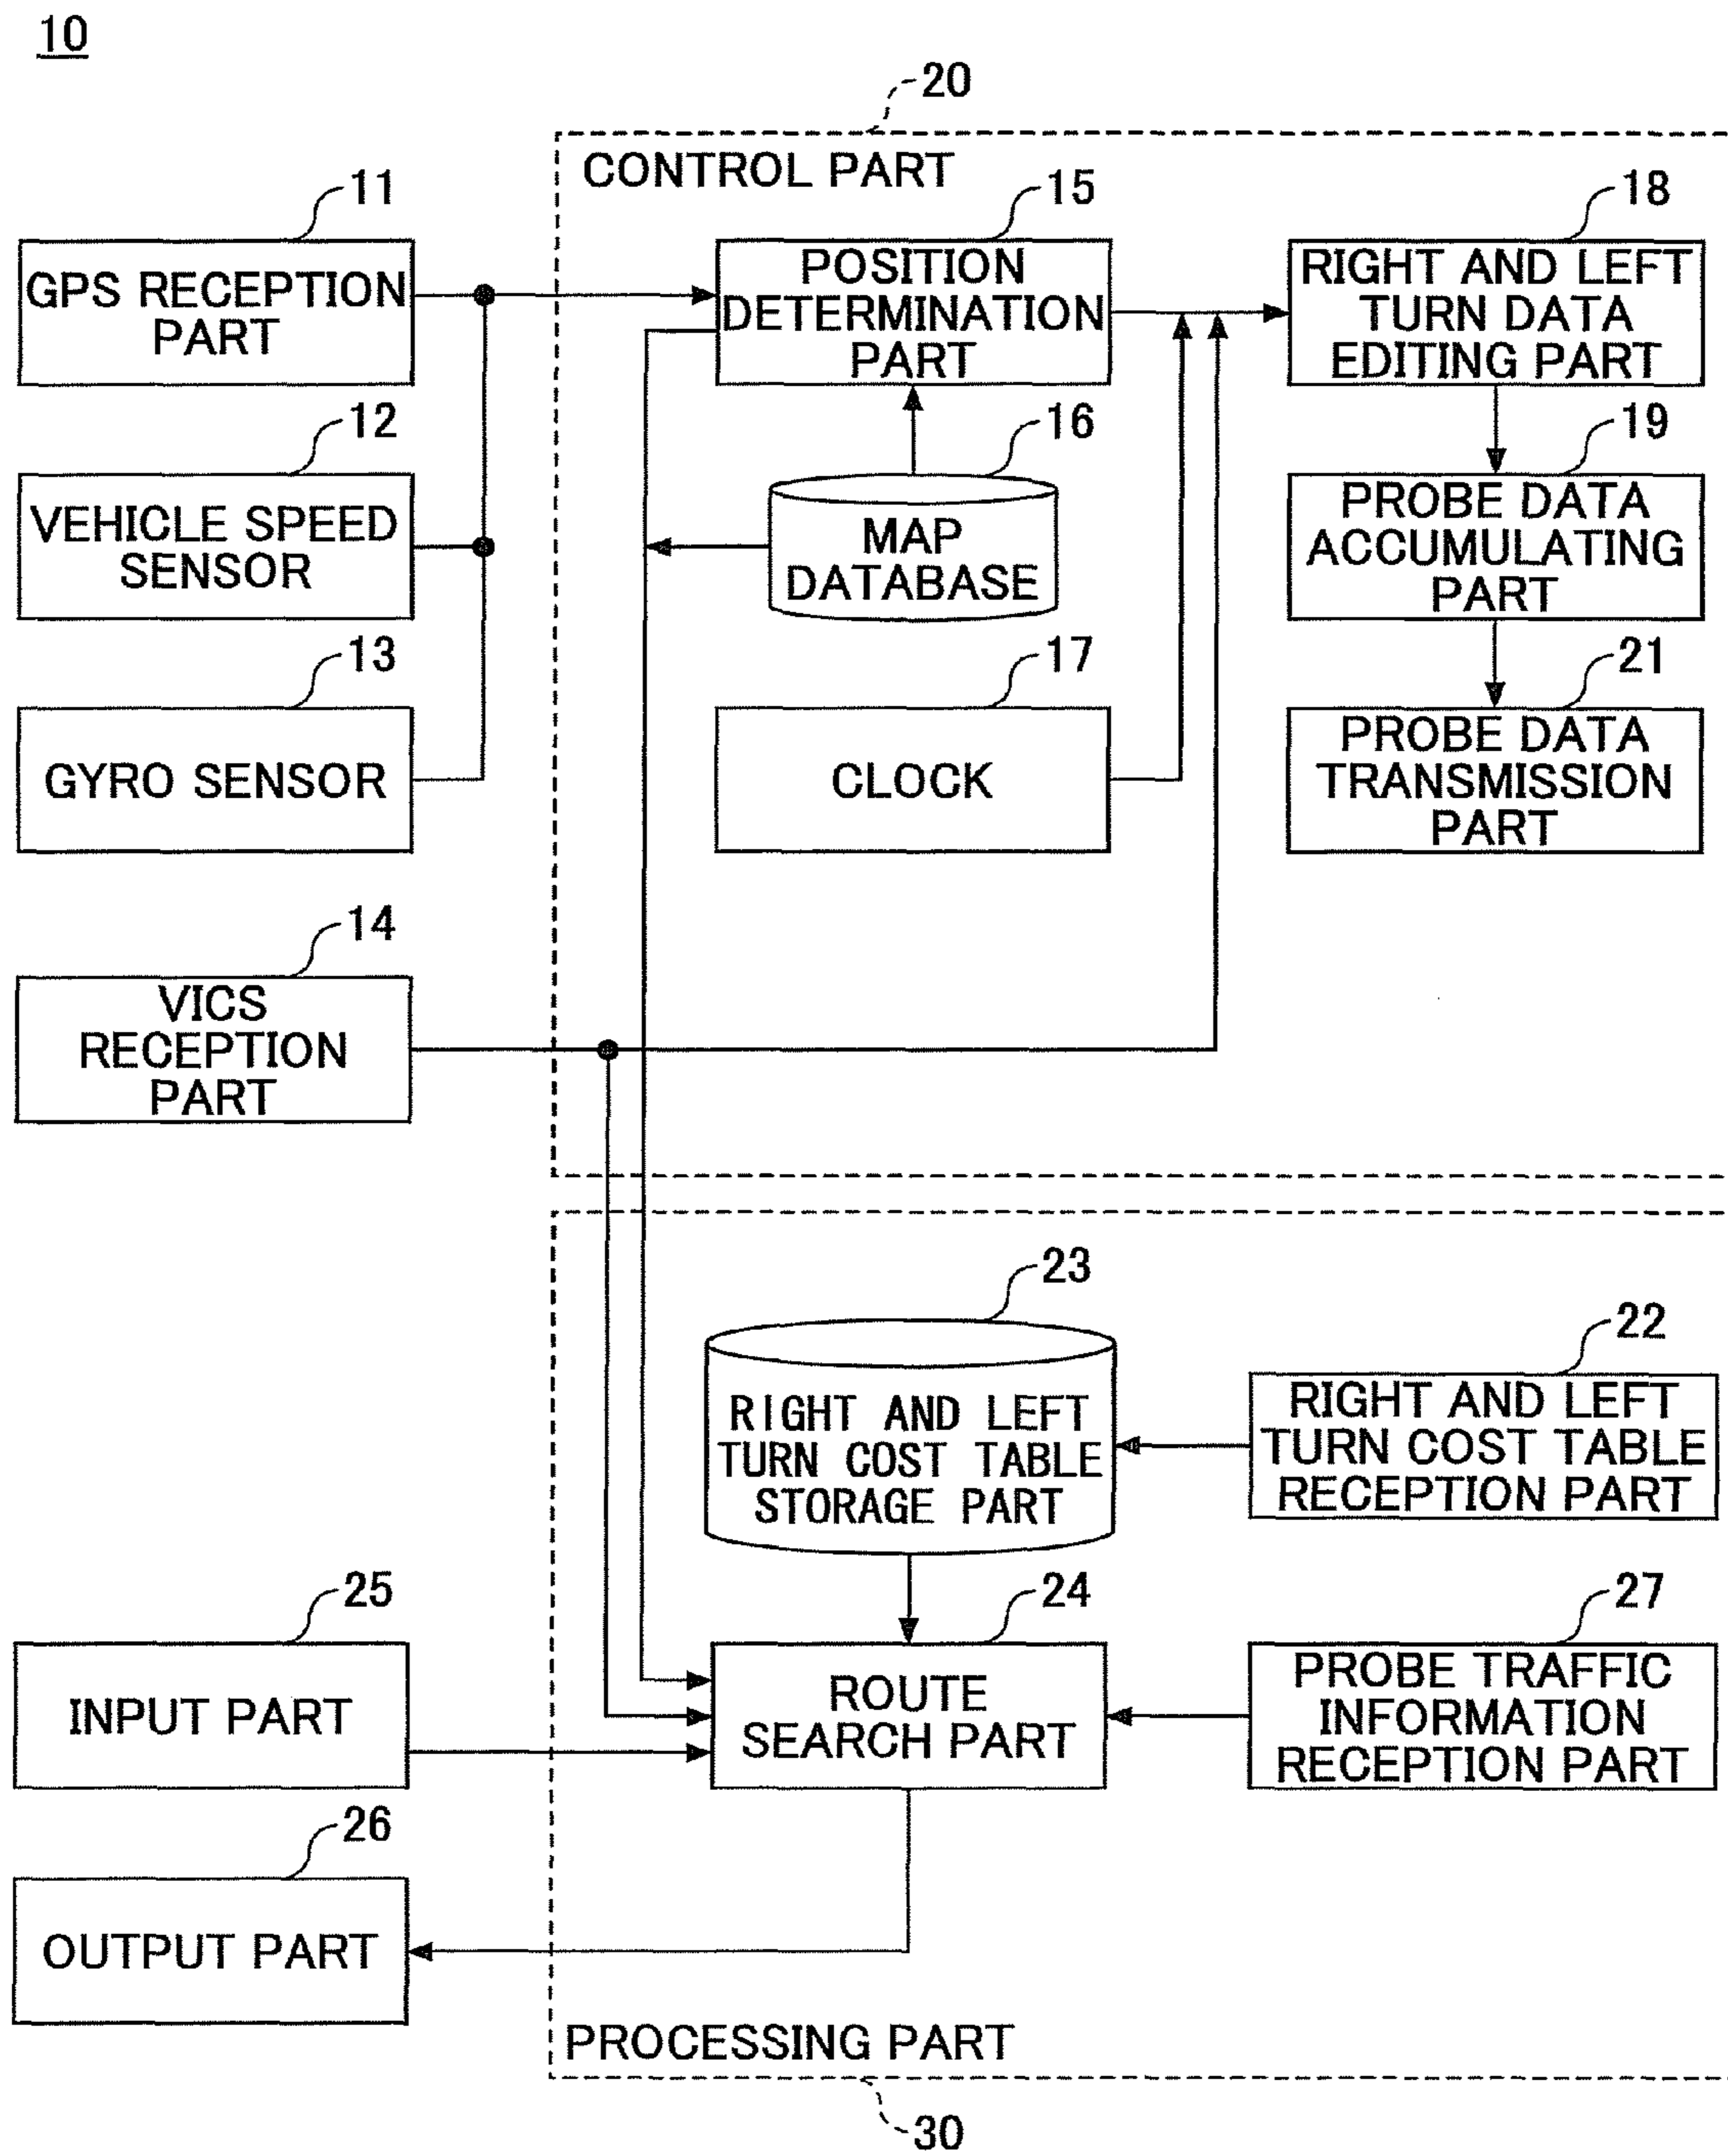 10
20
CONTROL PART
11
GPS RECEPTION
PART
15
POSITION
DETERMINATION
PART
18
RIGHT AND LEFT
TURN DATA
EDITING PART
12
VEHICLE SPEED
SENSOR
16
MAP
DATABASE
19
PROBE DATA
ACCUMULATING
PART
13
GYRO SENSOR
17
CLOCK
21
PROBE DATA
TRANSMISSION
PART
14
VICS
RECEPTION
PART
23
RIGHT AND LEFT
TURN COST TABLE
STORAGE PART
22
RIGHT AND LEFT
TURN COST TABLE
RECEPTION PART
25
INPUT PART
24
ROUTE
SEARCH PART
27
PROBE TRAFFIC
INFORMATION
RECEPTION PART
26
OUTPUT PART
PROCESSING PART
30